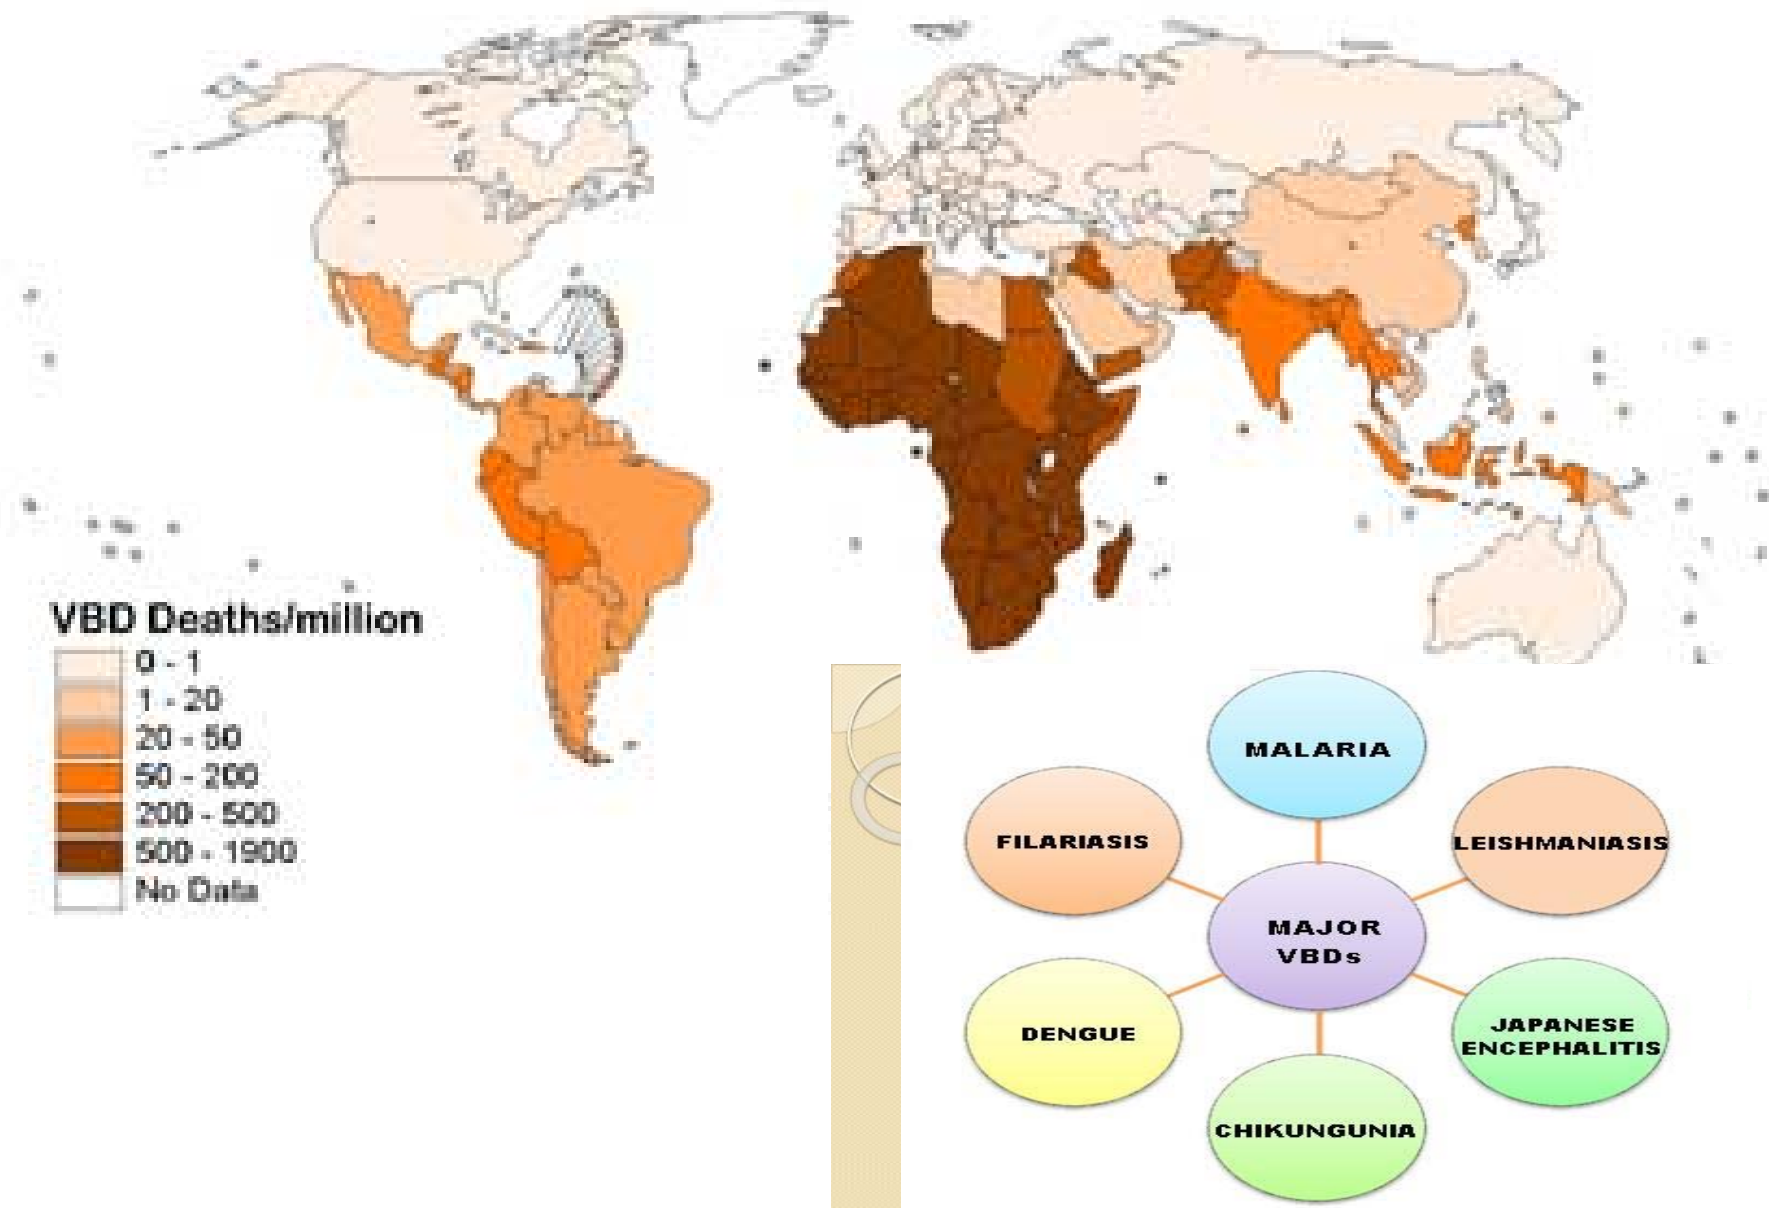 VBD Deaths/million
0 - 1
1 - 20
20 - 50
50 - 200
200 - 500
500 - 1900
No Data
MALARIA
FILARIASIS
LEISHMANIASIS
MAJOR
VBDs
DENGUE
JAPANESE
ENCEPHALITIS
CHIKUNGUNIA